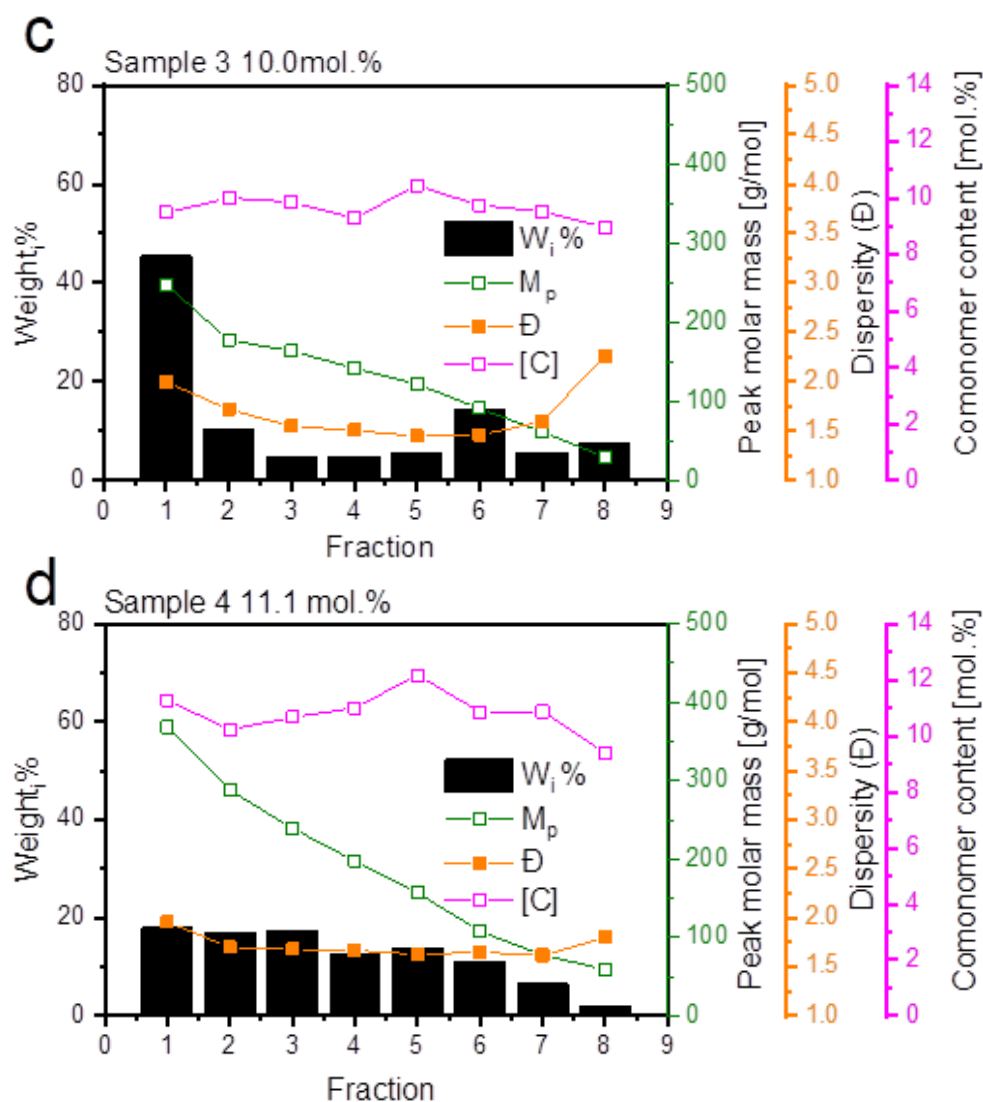 c
Sample 3 10.0mol.%
80
60
40
20
0
Weightᵢ%
0 1 2 3 4 5 6 7 8 9
Fraction
Wᵢ %
Mₚ
Đ
[C]
500
400
300
200
100
0
Peak molar mass [g/mol]
5.0
4.5
4.0
3.5
3.0
2.5
2.0
1.5
1.0
Dispersity (Đ)
14
12
10
8
6
4
2
0
Comonomer content [mol.%]
d
Sample 4 11.1 mol.%
80
60
40
20
0
Weightᵢ%
0 1 2 3 4 5 6 7 8 9
Fraction
Wᵢ %
Mₚ
Đ
[C]
500
400
300
200
100
0
Peak molar mass [g/mol]
5.0
4.5
4.0
3.5
3.0
2.5
2.0
1.5
1.0
Dispersity (Đ)
14
12
10
8
6
4
2
0
Comonomer content [mol.%]